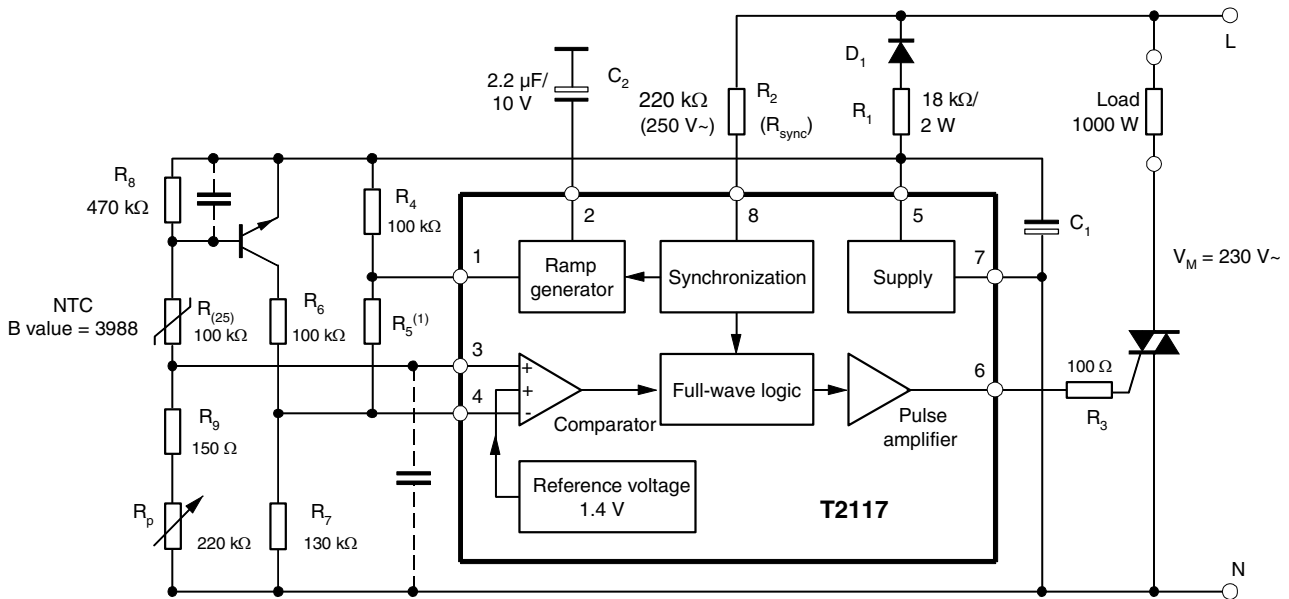 L
D₁
2.2 µF/
10 V
C₂
220 kΩ
(250 V~)
R₂
(R_sync)
R₁
18 kΩ/
2 W
Load
1000 W
R₈
470 kΩ
R₄
100 kΩ
2
8
5
C₁
1
Ramp
generator
Synchronization
Supply
7
V_M = 230 V~
NTC
B value = 3988
R₍₂₅₎
100 kΩ
R₆
100 kΩ
R₅⁽¹⁾
3
+
+
-
4
Comparator
Full-wave logic
Pulse
amplifier
6
100 Ω
R₃
R₉
150 Ω
Reference voltage
1.4 V
T2117
R_p
220 kΩ
R₇
130 kΩ
N